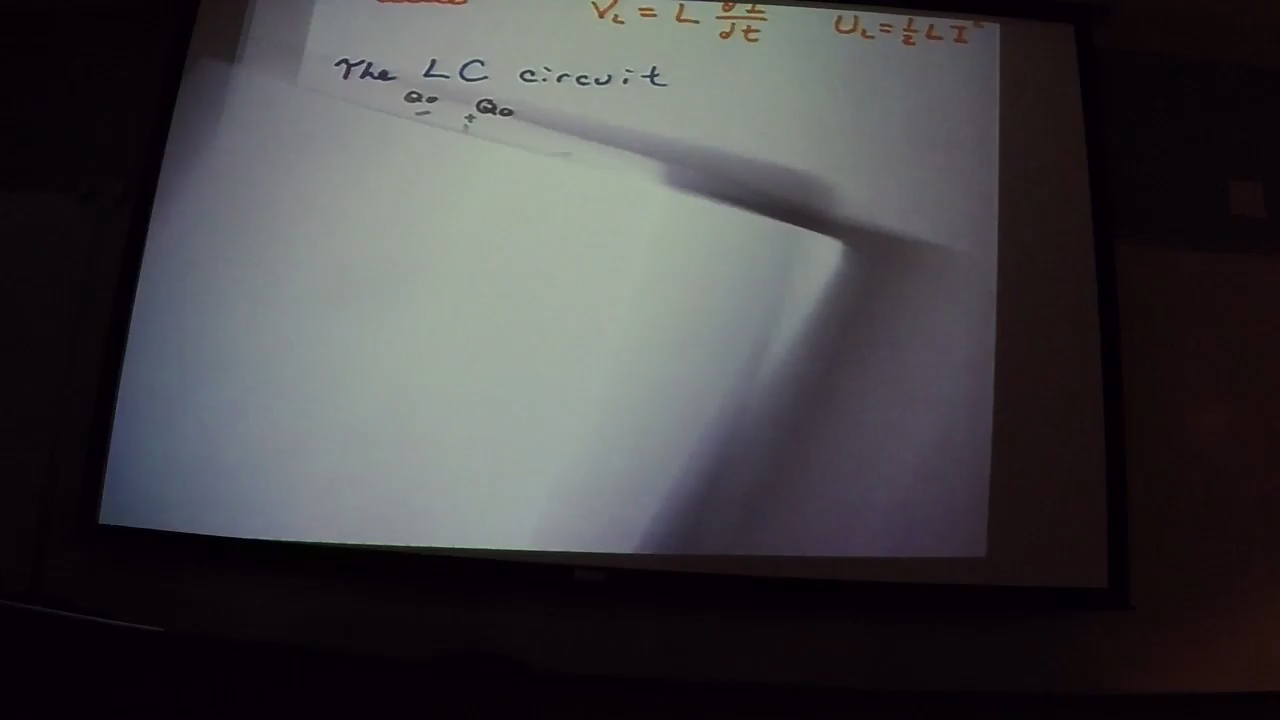 V_L = L dI/dt U_L = 1/2 L I²
The LC circuit
Q₀ Q₀
- +